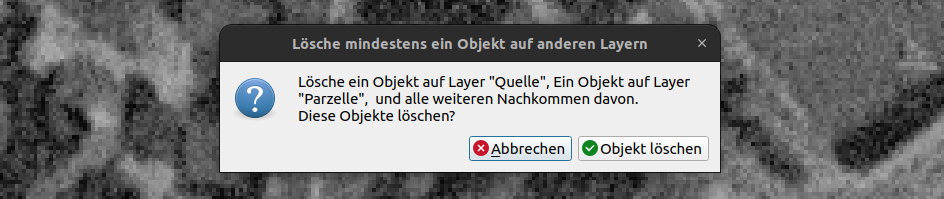 Lösche mindestens ein Objekt auf anderen Layern
Lösche ein Objekt auf Layer "Quelle", Ein Objekt auf Layer
"Parzelle",  und alle weiteren Nachkommen davon.
Diese Objekte löschen?
Abbrechen
Objekt löschen